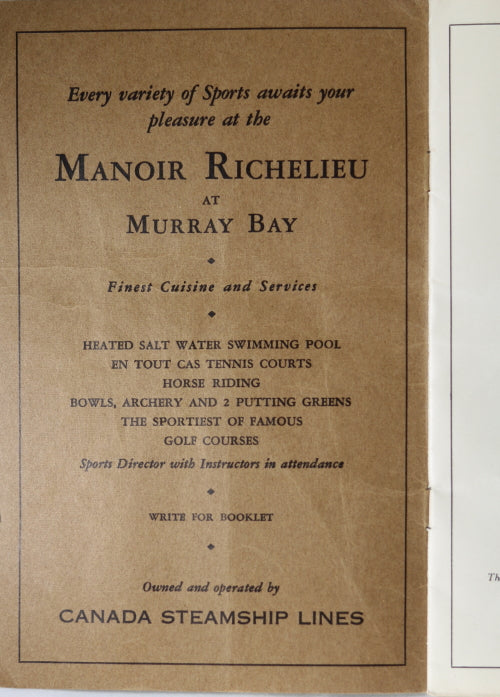 Every variety of Sports awaits your
pleasure at the
MANOIR RICHELIEU
AT
MURRAY BAY
Finest Cuisine and Services
HEATED SALT WATER SWIMMING POOL
EN TOUT CAS TENNIS COURTS
HORSE RIDING
BOWLS, ARCHERY AND 2 PUTTING GREENS
THE SPORTIEST OF FAMOUS
GOLF COURSES
Sports Director with Instructors in attendance
WRITE FOR BOOKLET
Owned and operated by
CANADA STEAMSHIP LINES